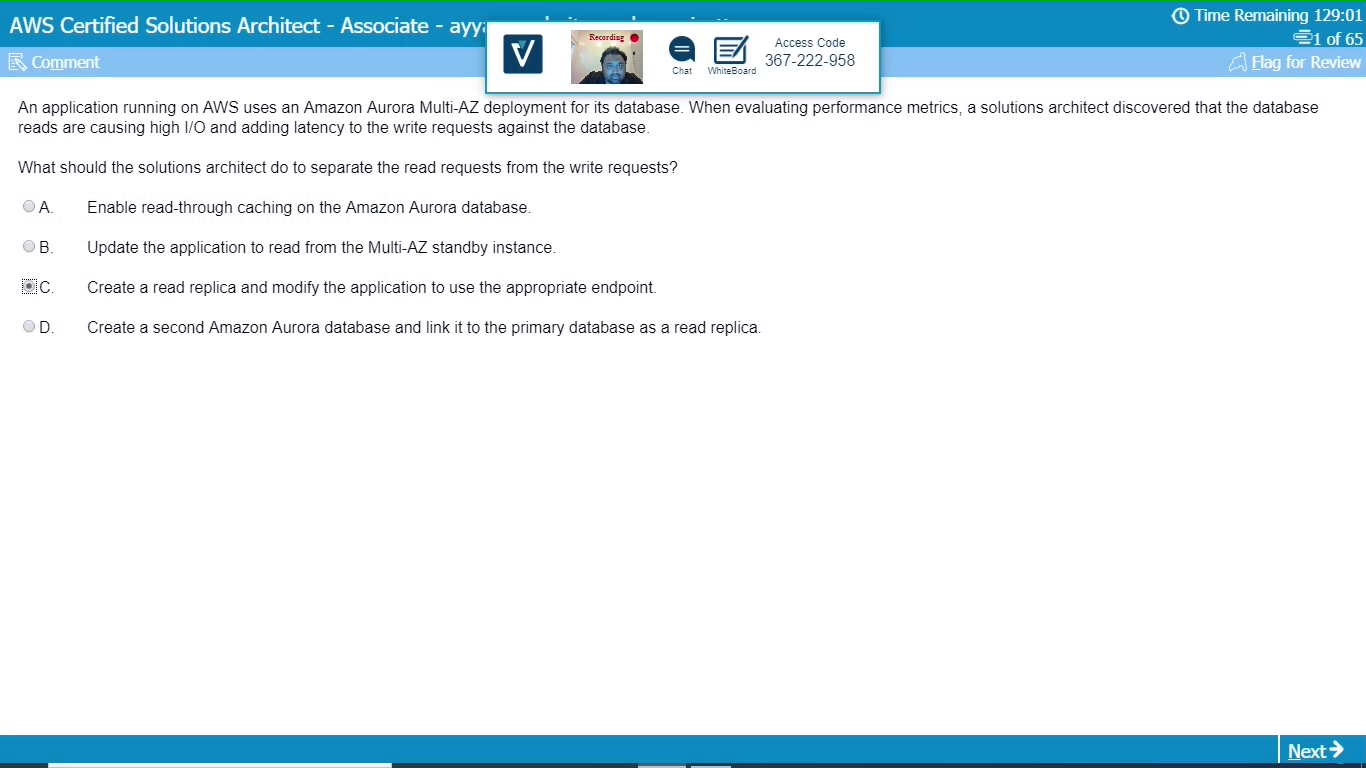 AWS Certified Solutions Architect - Associate -
Time Remaining 129:01
1 of 65
Comment
Flag for Review
Recording
Chat
WhiteBoard
Access Code
367-222-958
An application running on AWS uses an Amazon Aurora Multi-AZ deployment for its database. When evaluating performance metrics, a solutions architect discovered that the database
reads are causing high I/O and adding latency to the write requests against the database.
What should the solutions architect do to separate the read requests from the write requests?
A. Enable read-through caching on the Amazon Aurora database.
B. Update the application to read from the Multi-AZ standby instance.
C. Create a read replica and modify the application to use the appropriate endpoint.
D. Create a second Amazon Aurora database and link it to the primary database as a read replica.
Next